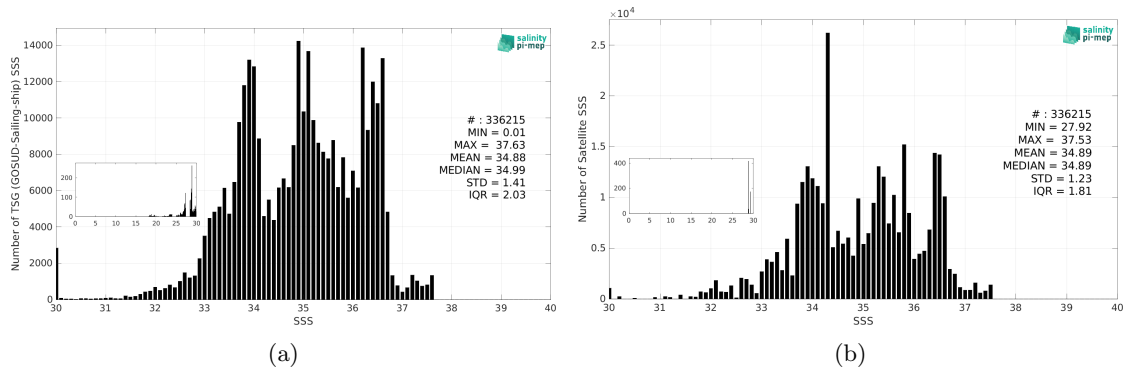 salinity
pi-mep
14000
12000
10000
8000
6000
4000
2000
0
30 31 32 33 34 35 36 37 38 39 40
SSS
Number of TSG (GOSUD-Sailing-ship) SSS
# : 336215
MIN = 0.01
MAX = 37.63
MEAN = 34.88
MEDIAN = 34.99
STD = 1.41
IQR = 2.03
200
100
0
0 5 10 15 20 25 30
(a)
×10⁴
salinity
pi-mep
2.5
2
1.5
1
0.5
0
30 31 32 33 34 35 36 37 38 39 40
SSS
Number of Satellite SSS
# : 336215
MIN = 27.92
MAX = 37.53
MEAN = 34.89
MEDIAN = 34.89
STD = 1.23
IQR = 1.81
400
200
0
0 5 10 15 20 25 30
(b)